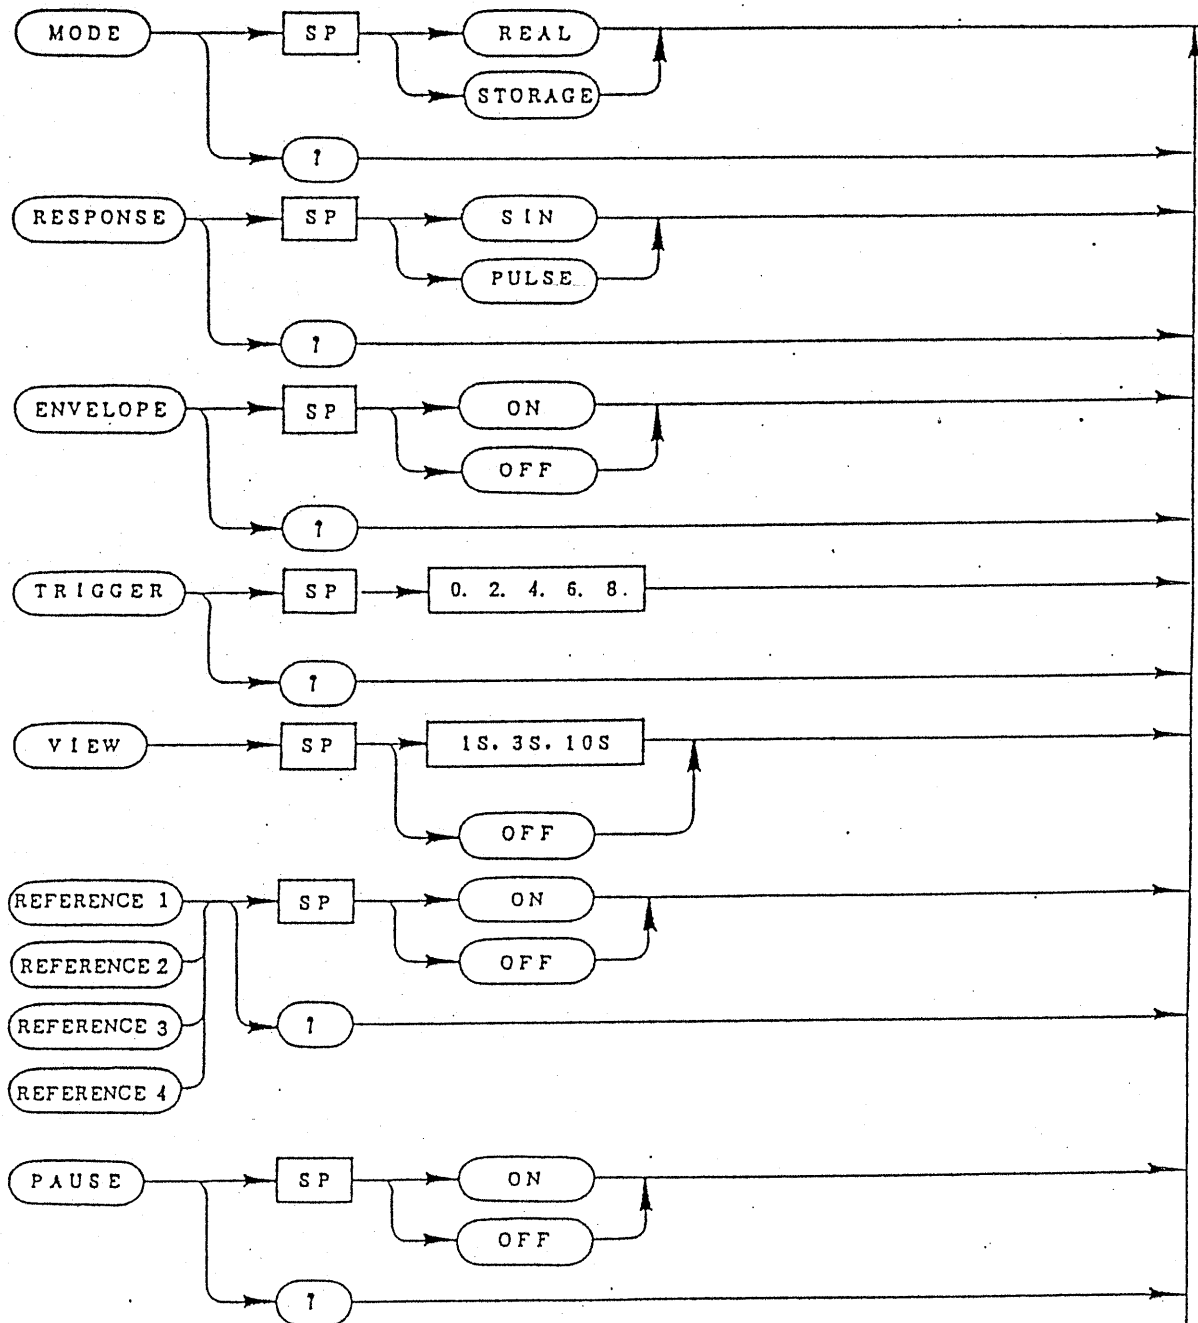 MODE SP REAL
STORAGE
?
RESPONSE SP SIN
PULSE
?
ENVELOPE SP ON
OFF
?
TRIGGER SP 0. 2. 4. 6. 8.
?
VIEW SP 1S. 3S. 10S
OFF
REFERENCE 1 SP ON
REFERENCE 2 OFF
REFERENCE 3 ?
REFERENCE 4
PAUSE SP ON
OFF
?